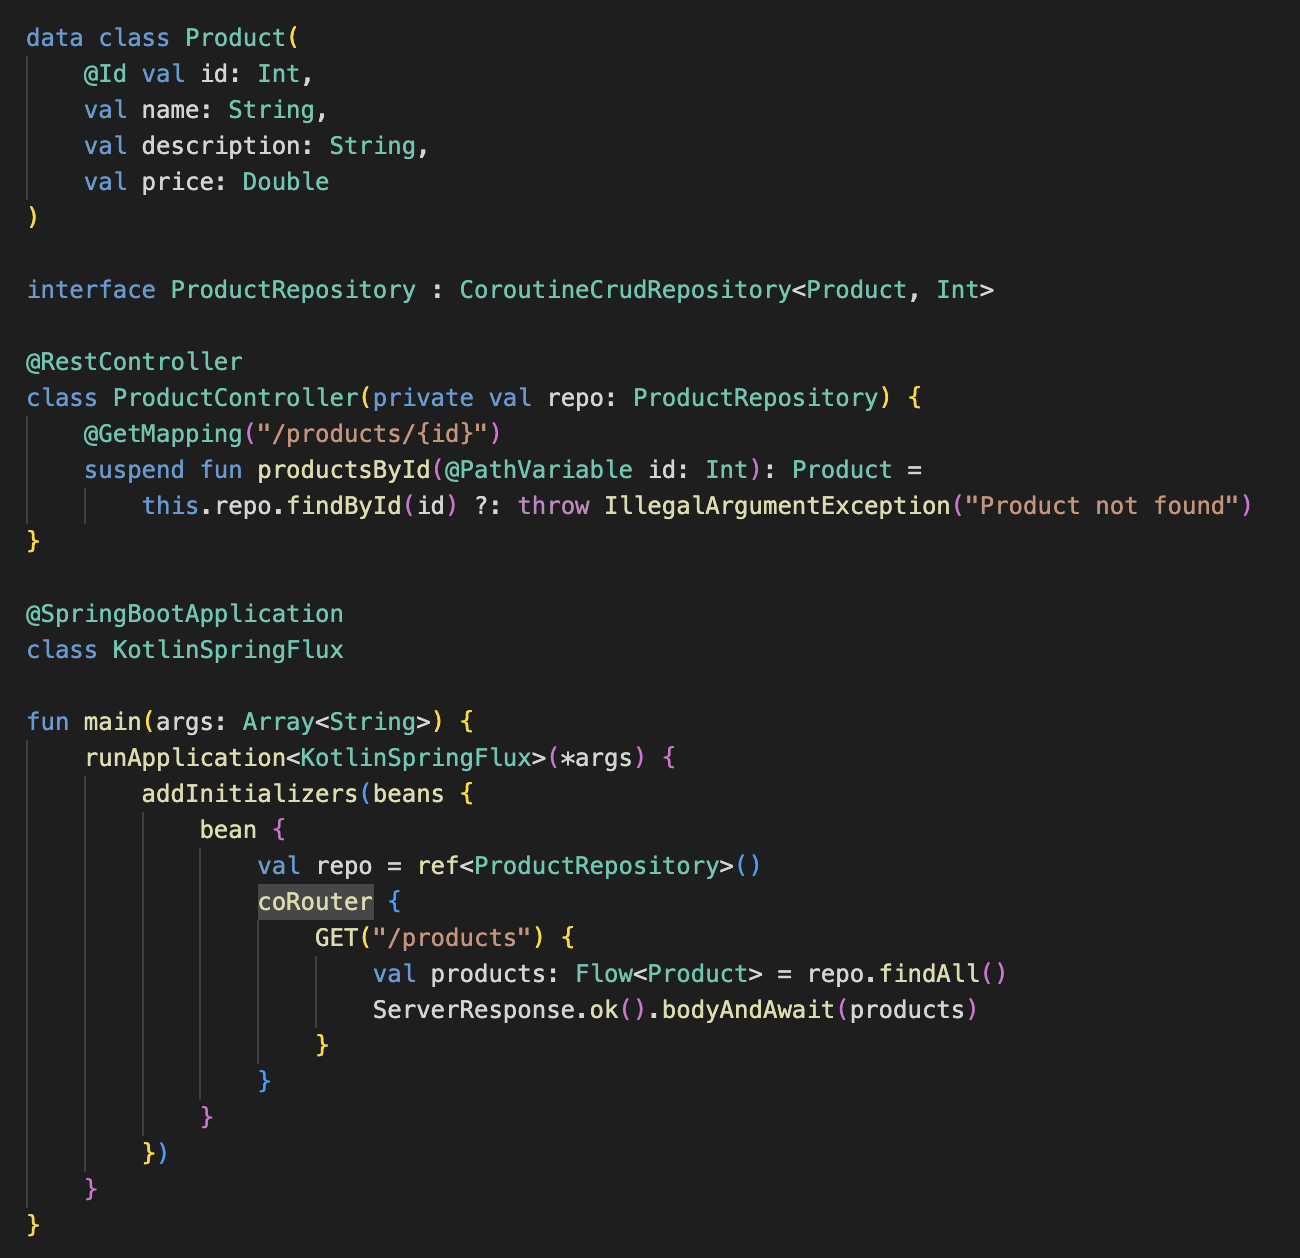 data class Product(
    @Id val id: Int,
    val name: String,
    val description: String,
    val price: Double
)

interface ProductRepository : CoroutineCrudRepository<Product, Int>

@RestController
class ProductController(private val repo: ProductRepository) {
    @GetMapping("/products/{id}")
    suspend fun productsById(@PathVariable id: Int): Product =
        this.repo.findById(id) ?: throw IllegalArgumentException("Product not found")
}

@SpringBootApplication
class KotlinSpringFlux

fun main(args: Array<String>) {
    runApplication<KotlinSpringFlux>(*args) {
        addInitializers(beans {
            bean {
                val repo = ref<ProductRepository>()
                coRouter {
                    GET("/products") {
                        val products: Flow<Product> = repo.findAll()
                        ServerResponse.ok().bodyAndAwait(products)
                    }
                }
            }
        })
    }
}